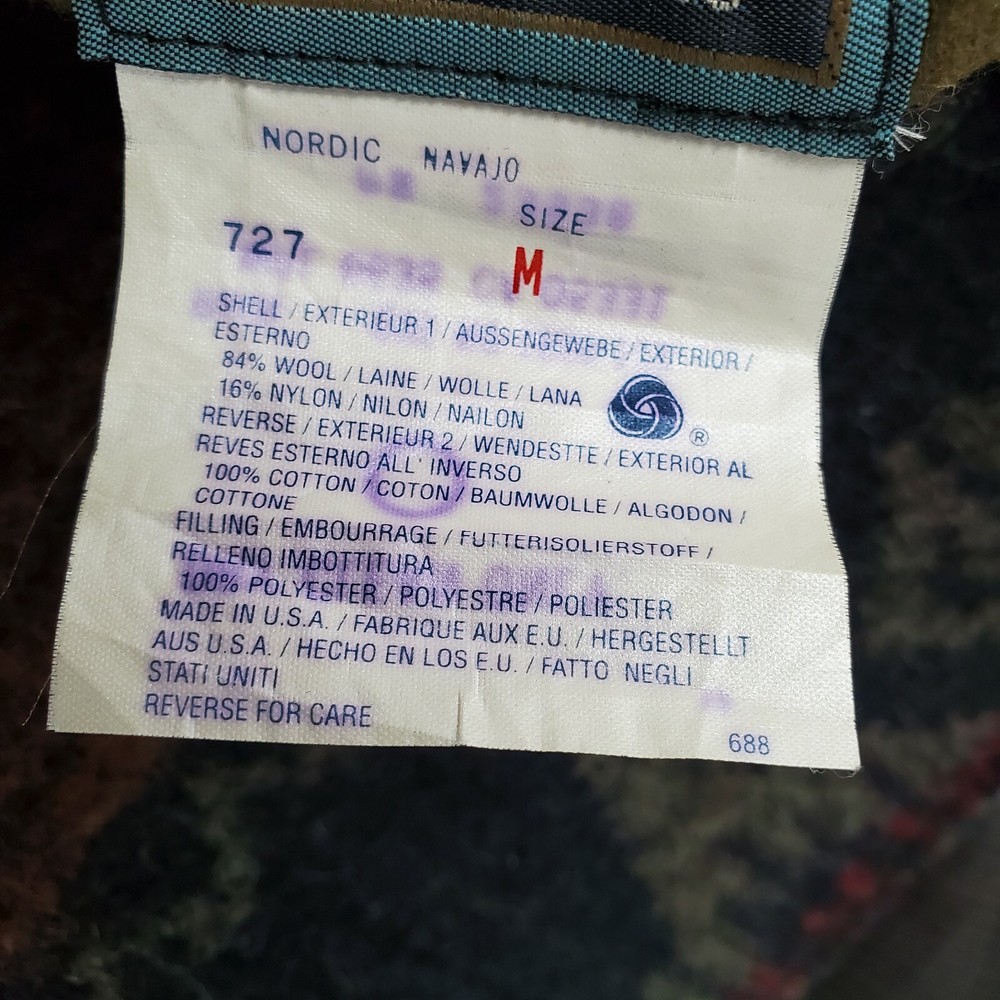 NORDIC NAVAJO
SIZE
727
M
SHELL / EXTERIEUR 1 / AUSSENGEWEBE / EXTERIOR /
ESTERNO
84% WOOL / LAINE / WOLLE / LANA
16% NYLON / NILON / NAILON
®
REVERSE / EXTERIEUR 2 / WENDESTTE / EXTERIOR AL
REVES ESTERNO ALL' INVERSO
100% COTTON / COTON / BAUMWOLLE / ALGODON /
COTTONE
FILLING / EMBOURRAGE / FUTTERISOLIERSTOFF /
RELLENO IMBOTTITURA
100% POLYESTER / POLYESTRE / POLIESTER
MADE IN U.S.A. / FABRIQUE AUX E.U. / HERGESTELLT
AUS U.S.A. / HECHO EN LOS E.U. / FATTO NEGLI
STATI UNITI
REVERSE FOR CARE
688